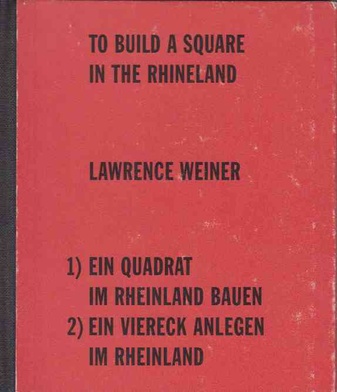 TO BUILD A SQUARE
IN THE RHINELAND
LAWRENCE WEINER
1) EIN QUADRAT
IM RHEINLAND BAUEN
2) EIN VIERECK ANLEGEN
IM RHEINLAND